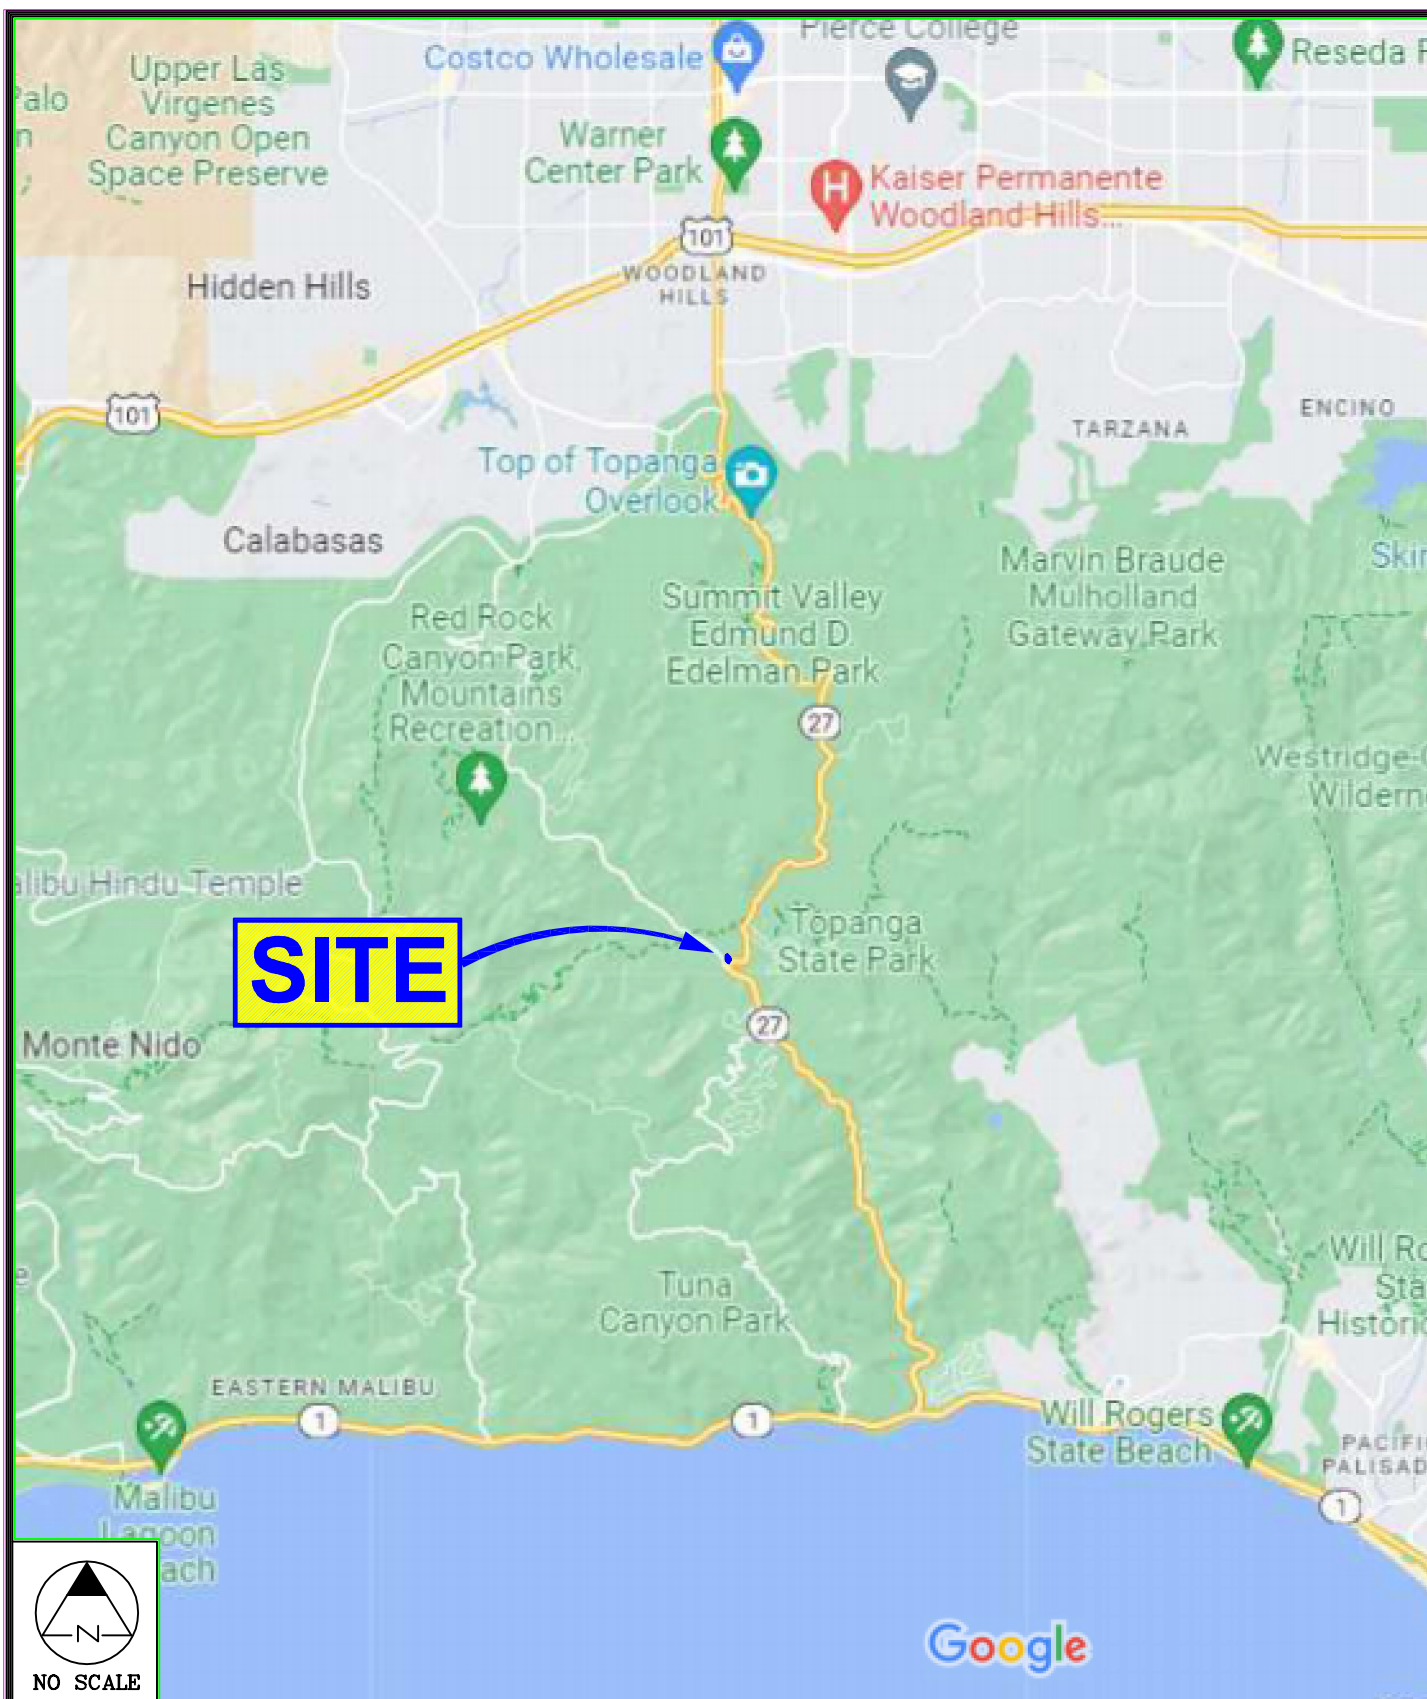 Pierce College
Costco Wholesale
Reseda
Upper Las
Virgenes
Canyon Open
Space Preserve
Warner
Center Park
Kaiser Permanente
Woodland Hills...
101
WOODLAND
HILLS
Hidden Hills
101
ENCINO
TARZANA
Top of Topanga
Overlook
Calabasas
Marvin Braude
Mulholland
Gateway Park
Summit Valley
Edmund D
Edelman Park
Red Rock
Canyon Park
Mountains
Recreation...
27
Westridge-
Wilderne
alibu Hindu Temple
SITE
Topanga
State Park
27
Monte Nido
Will Ro
Sta
Historic
Tuna
Canyon Park
EASTERN MALIBU
1
1
Will Rogers
State Beach
PACIFI
PALISAD
1
Malibu
Lagoon
ach
Google
N
NO SCALE